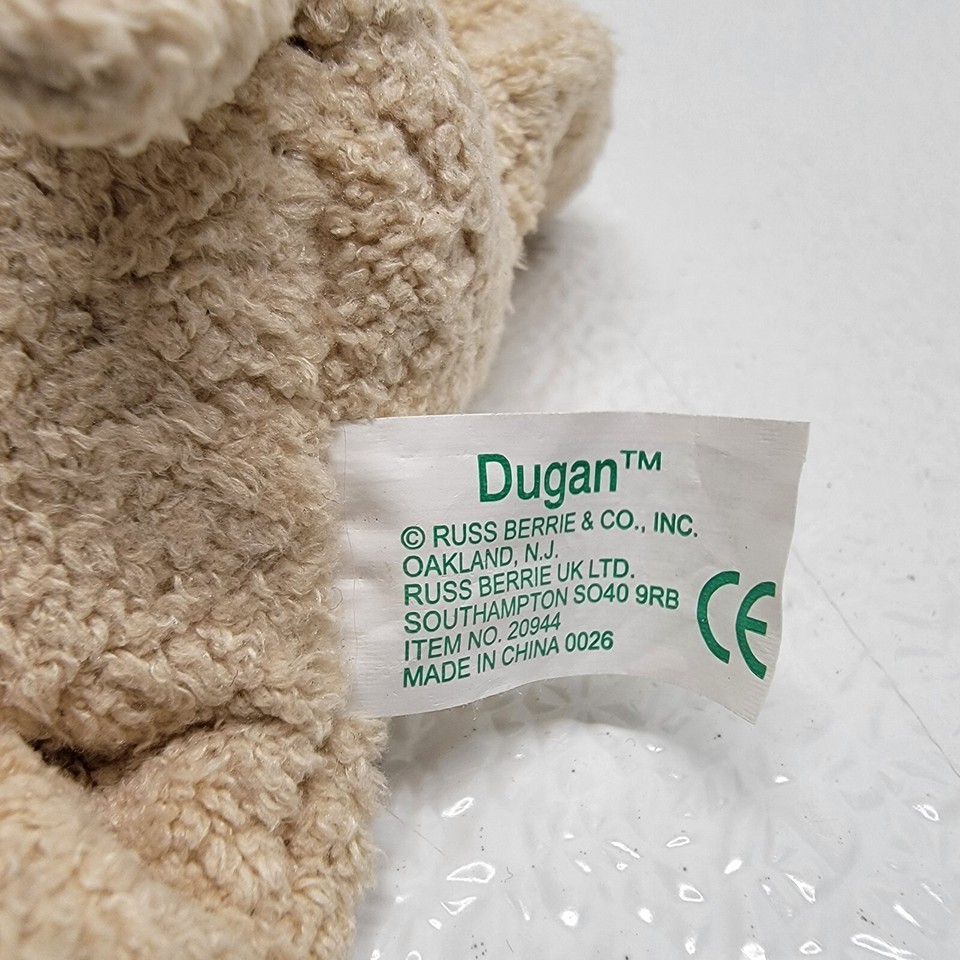 Dugan™
© RUSS BERRIE & CO., INC.
OAKLAND, N.J.
RUSS BERRIE UK LTD.
SOUTHAMPTON SO40 9RB
ITEM NO. 20944
MADE IN CHINA 0026
CE